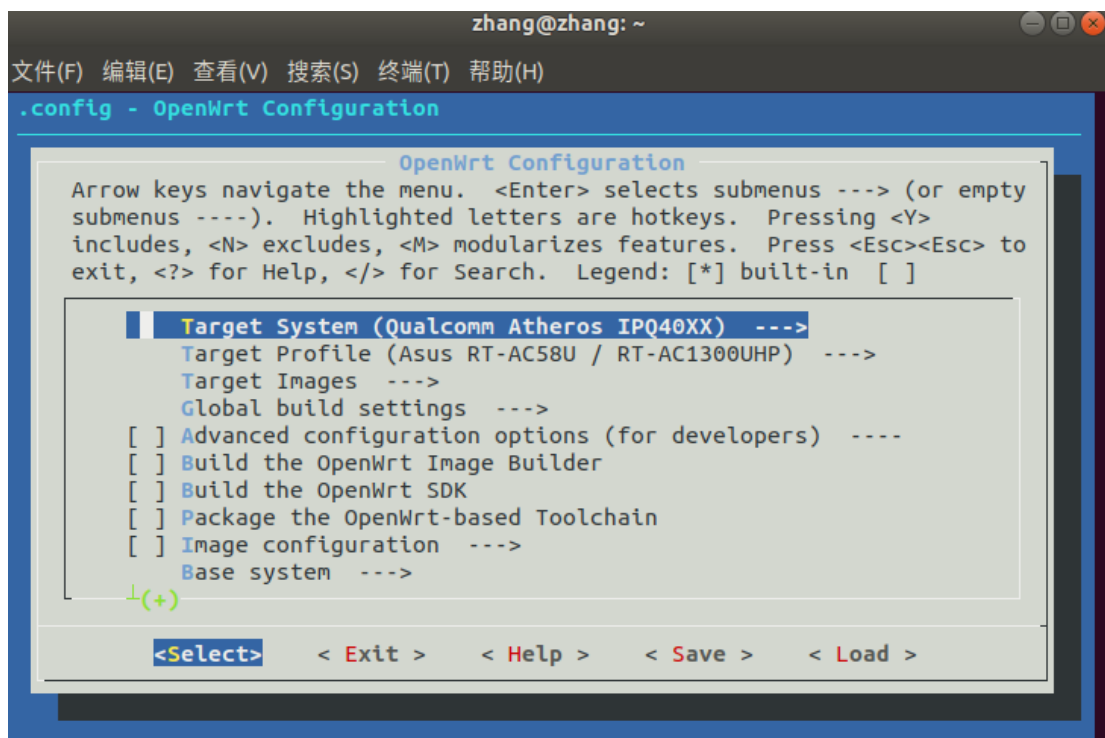 zhang@zhang: ~
文件(F) 编辑(E) 查看(V) 搜索(S) 终端(T) 帮助(H)
.config - OpenWrt Configuration
OpenWrt Configuration
Arrow keys navigate the menu.  <Enter> selects submenus ---> (or empty
submenus ----).  Highlighted letters are hotkeys.  Pressing <Y>
includes, <N> excludes, <M> modularizes features.  Press <Esc><Esc> to
exit, <?> for Help, </> for Search.  Legend: [*] built-in  [ ]
Target System (Qualcomm Atheros IPQ40XX)  --->
Target Profile (Asus RT-AC58U / RT-AC1300UHP)  --->
Target Images  --->
Global build settings  --->
[ ] Advanced configuration options (for developers)  ----
[ ] Build the OpenWrt Image Builder
[ ] Build the OpenWrt SDK
[ ] Package the OpenWrt-based Toolchain
[ ] Image configuration  --->
Base system  --->
┴(+)
<Select>    < Exit >    < Help >    < Save >    < Load >